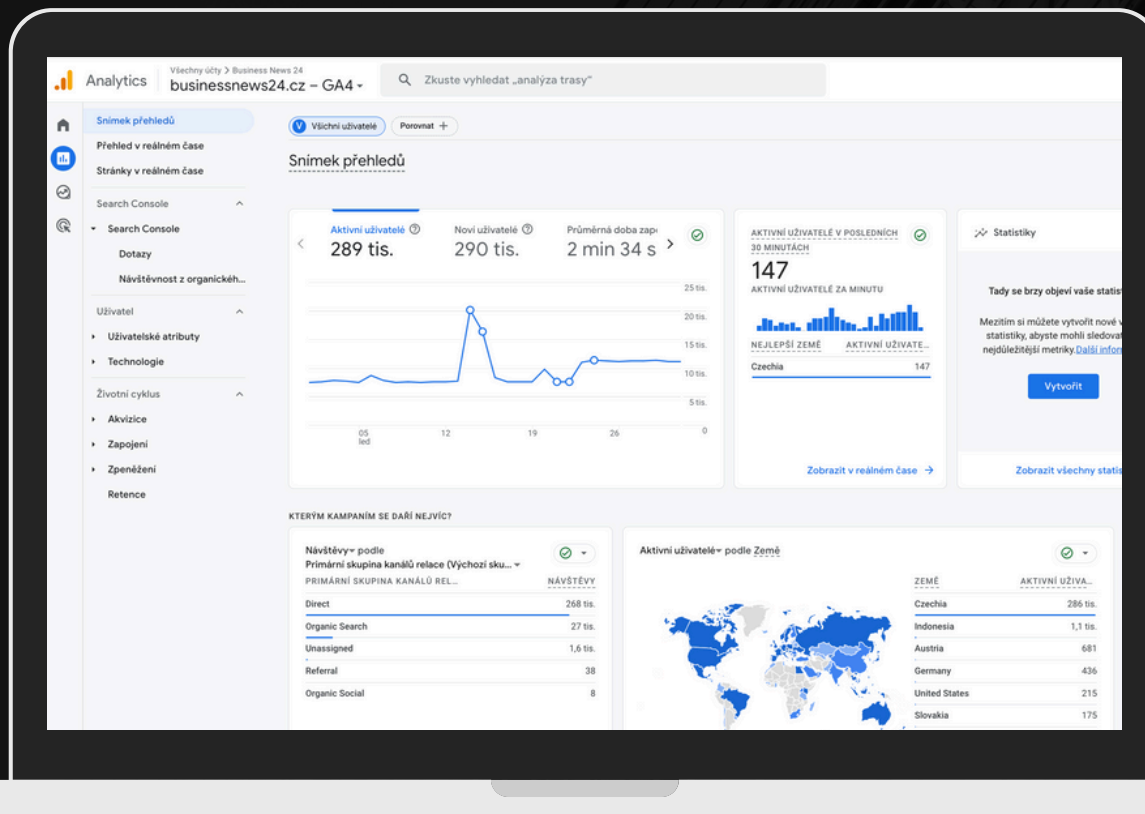 Analytics
Všechny účty > Business News 24
businessnews24.cz – GA4
Zkuste vyhledat „analýza trasy“
Snímek přehledů
Přehled v reálném čase
Stránky v reálném čase
Search Console
Search Console
Dotazy
Návštěvnost z organickéh...
Uživatel
Uživatelské atributy
Technologie
Životní cyklus
Akvizice
Zapojení
Zpeněžení
Retence
V Všichni uživatelé
Porovnat +
Snímek přehledů
Aktivní uživatelé
289 tis.
Noví uživatelé
290 tis.
Průměrná doba zapo
2 min 34 s
25 tis.
20 tis.
15 tis.
10 tis.
5 tis.
0
05 12 19 26
led
AKTIVNÍ UŽIVATELÉ V POSLEDNÍCH
30 MINUTÁCH
147
AKTIVNÍ UŽIVATELÉ ZA MINUTU
NEJLEPŠÍ ZEMĚ AKTIVNÍ UŽIVATE...
Czechia 147
Zobrazit v reálném čase →
Statistiky
Tady se brzy objeví vaše statis
Mezitím si můžete vytvořit nové v
statistiky, abyste mohli sledovat
nejdůležitější metriky. Další infor
Vytvořit
Zobrazit všechny statis
KTERÝM KAMPANÍM SE DAŘÍ NEJVÍC?
Návštěvy podle
Primární skupina kanálů relace (Výchozí sku...
PRIMÁRNÍ SKUPINA KANÁLŮ REL... NÁVŠTĚVY
Direct 268 tis.
Organic Search 27 tis.
Unassigned 1,6 tis.
Referral 38
Organic Social 8
Aktivní uživatelé podle Země
ZEMĚ AKTIVNÍ UŽIVA...
Czechia 286 tis.
Indonesia 1,1 tis.
Austria 681
Germany 436
United States 215
Slovakia 175